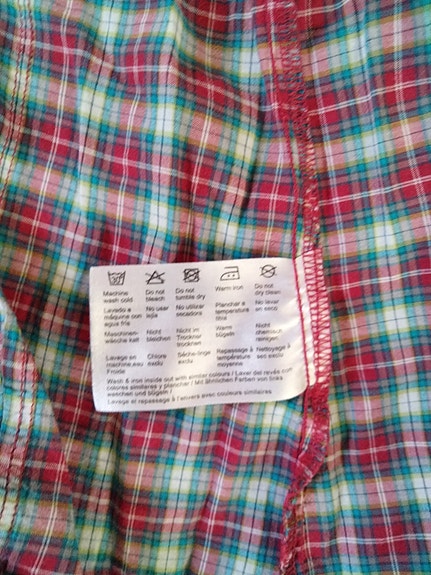 30
Machine wash cold
Do not bleach
Do not tumble dry
Warm iron
Do not dry clean
Lavado a máquina con agua fría
No usar lejía
No utilizar secadora
Planchar a temperatura tibia
No lavar en seco
Maschinen- wäsche kalt
Nicht bleichen
Nicht im Trockner trocknen
Warm bügeln
Nicht chemisch reinigen
Lavage en machine, eau Froide
Chlore exclu
Séche-linge exclu
Repassage à température moyenne
Nettoyage à sec exclu
Wash & iron inside out with similar colours / Lavar del revés con
colores similares y planchar / Mit ähnlichen Farben von links
waschen und bügeln /
Lavage et repassage à l'envers avec couleurs similaires